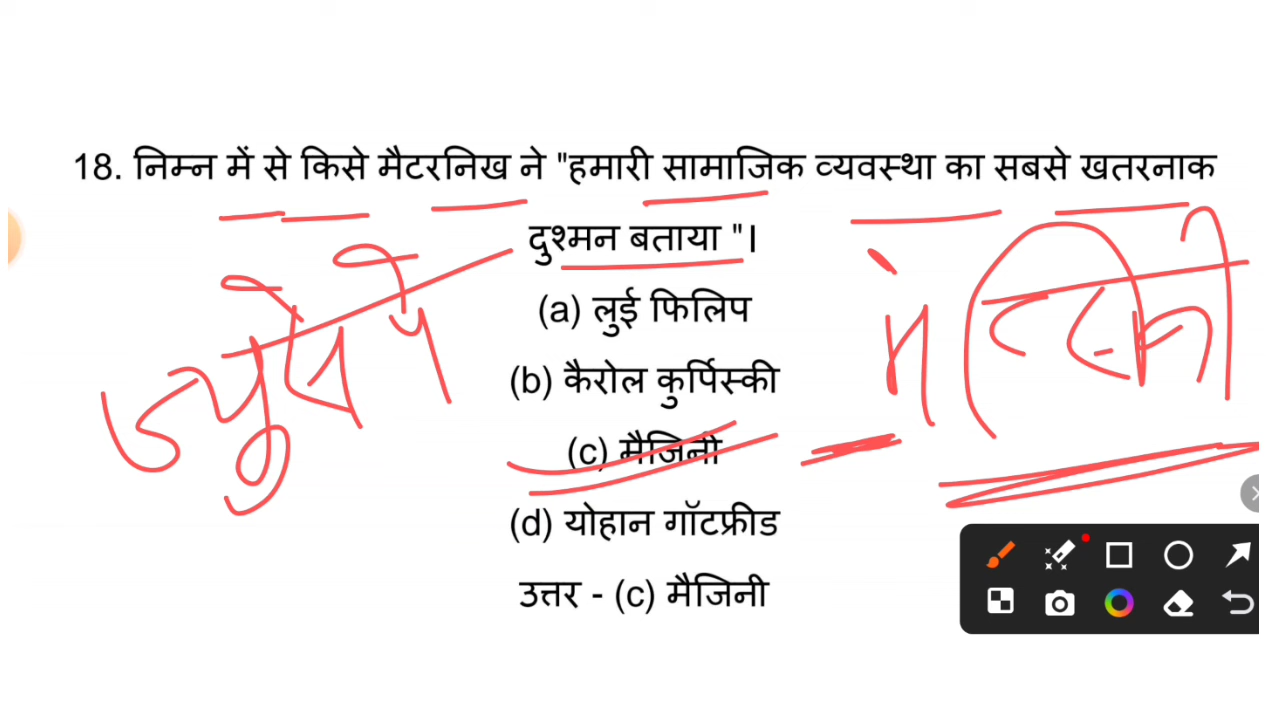 18. निम्न में से किसे मैटरनिख ने "हमारी सामाजिक व्यवस्था का सबसे खतरनाक
दुश्मन बताया "।
(a) लुई फिलिप
(b) कैरोल कुर्पिस्की
(c) मैजिनी
(d) योहान गॉटफ्रीड
उत्तर - (c) मैजिनी